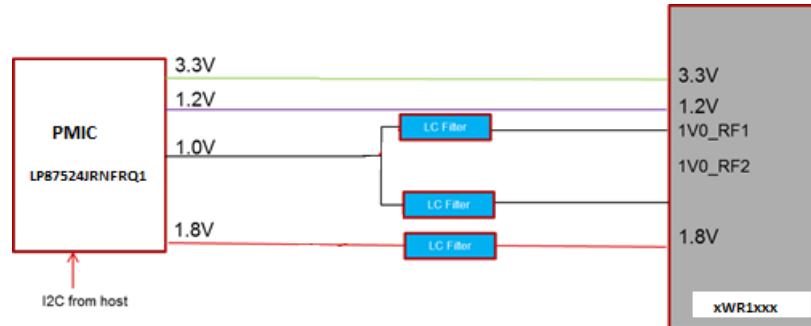 PMIC
LP87524JRNFRQ1
I2C from host
3.3V
1.2V
1.0V
1.8V
LC Filter
LC Filter
LC Filter
3.3V
1.2V
1V0_RF1
1V0_RF2
1.8V
xWR1xxx